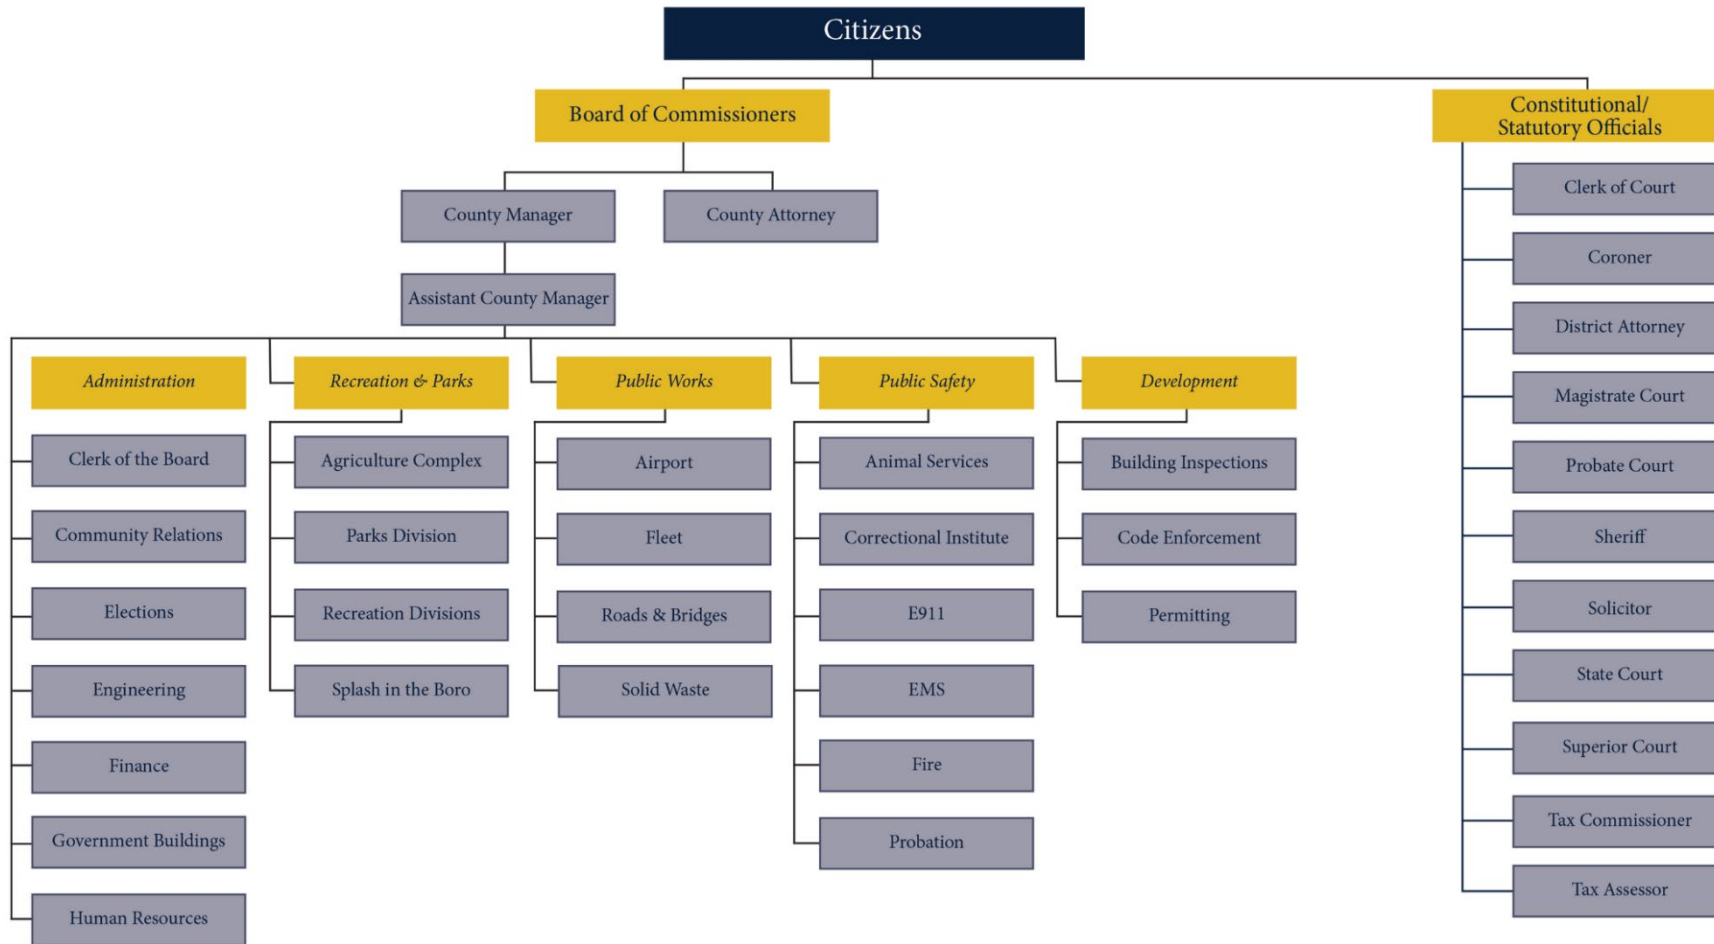 Citizens
Board of Commissioners
Constitutional/
Statutory Officials
County Manager
County Attorney
Assistant County Manager
Administration
Clerk of the Board
Community Relations
Elections
Engineering
Finance
Government Buildings
Human Resources
Recreation & Parks
Agriculture Complex
Parks Division
Recreation Divisions
Splash in the Boro
Public Works
Airport
Fleet
Roads & Bridges
Solid Waste
Public Safety
Animal Services
Correctional Institute
E911
EMS
Fire
Probation
Development
Building Inspections
Code Enforcement
Permitting
Clerk of Court
Coroner
District Attorney
Magistrate Court
Probate Court
Sheriff
Solicitor
State Court
Superior Court
Tax Commissioner
Tax Assessor